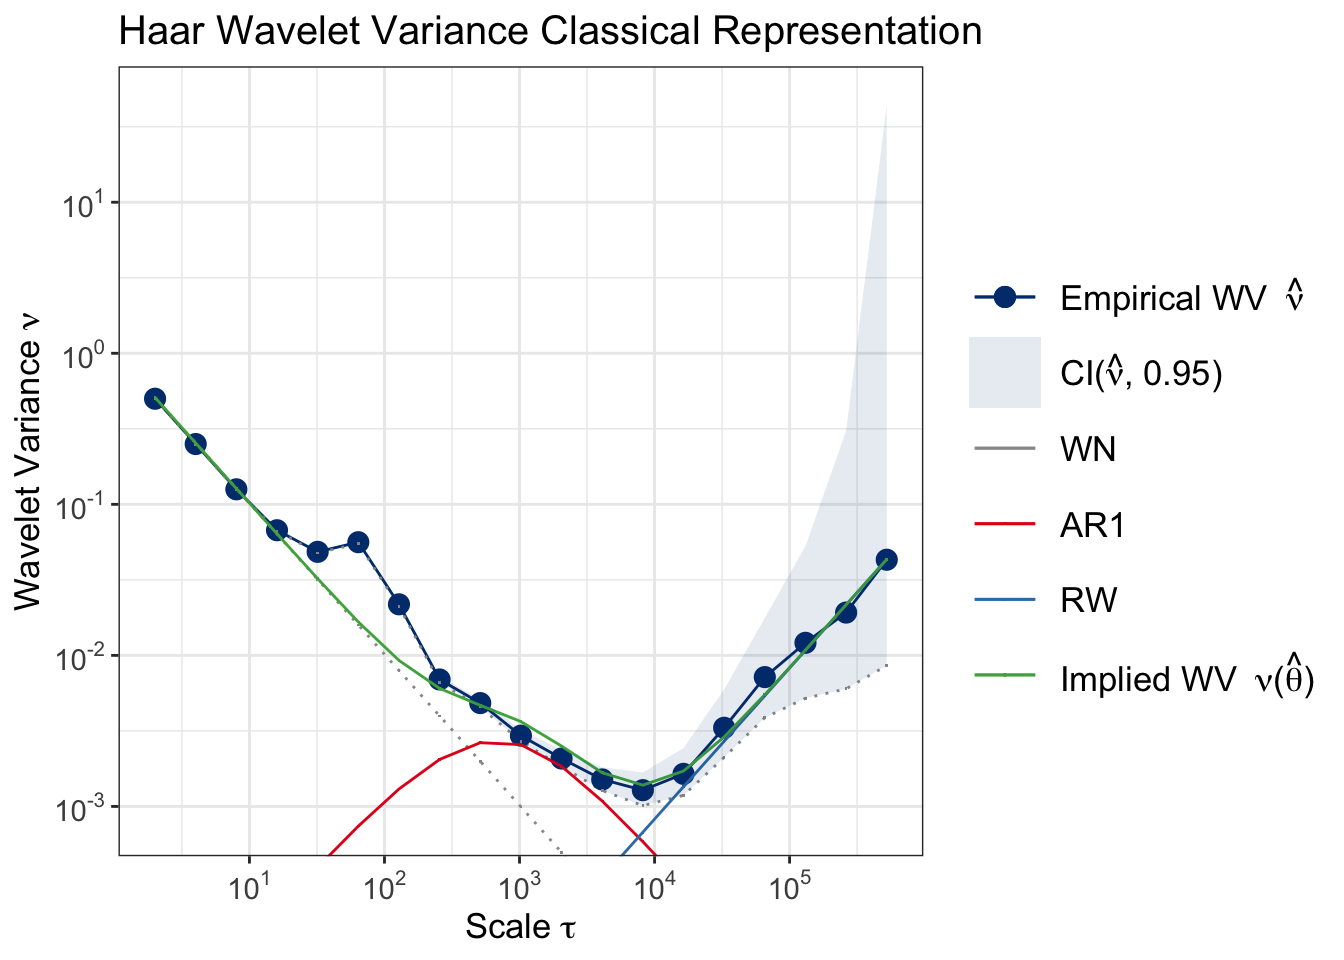 Haar Wavelet Variance Classical Representation
Wavelet Variance ν
10¹
10⁰
10⁻¹
10⁻²
10⁻³
10¹ 10² 10³ 10⁴ 10⁵
Scale τ
Empirical WV ν̂
CI(ν̂, 0.95)
WN
AR1
RW
Implied WV ν(θ̂)